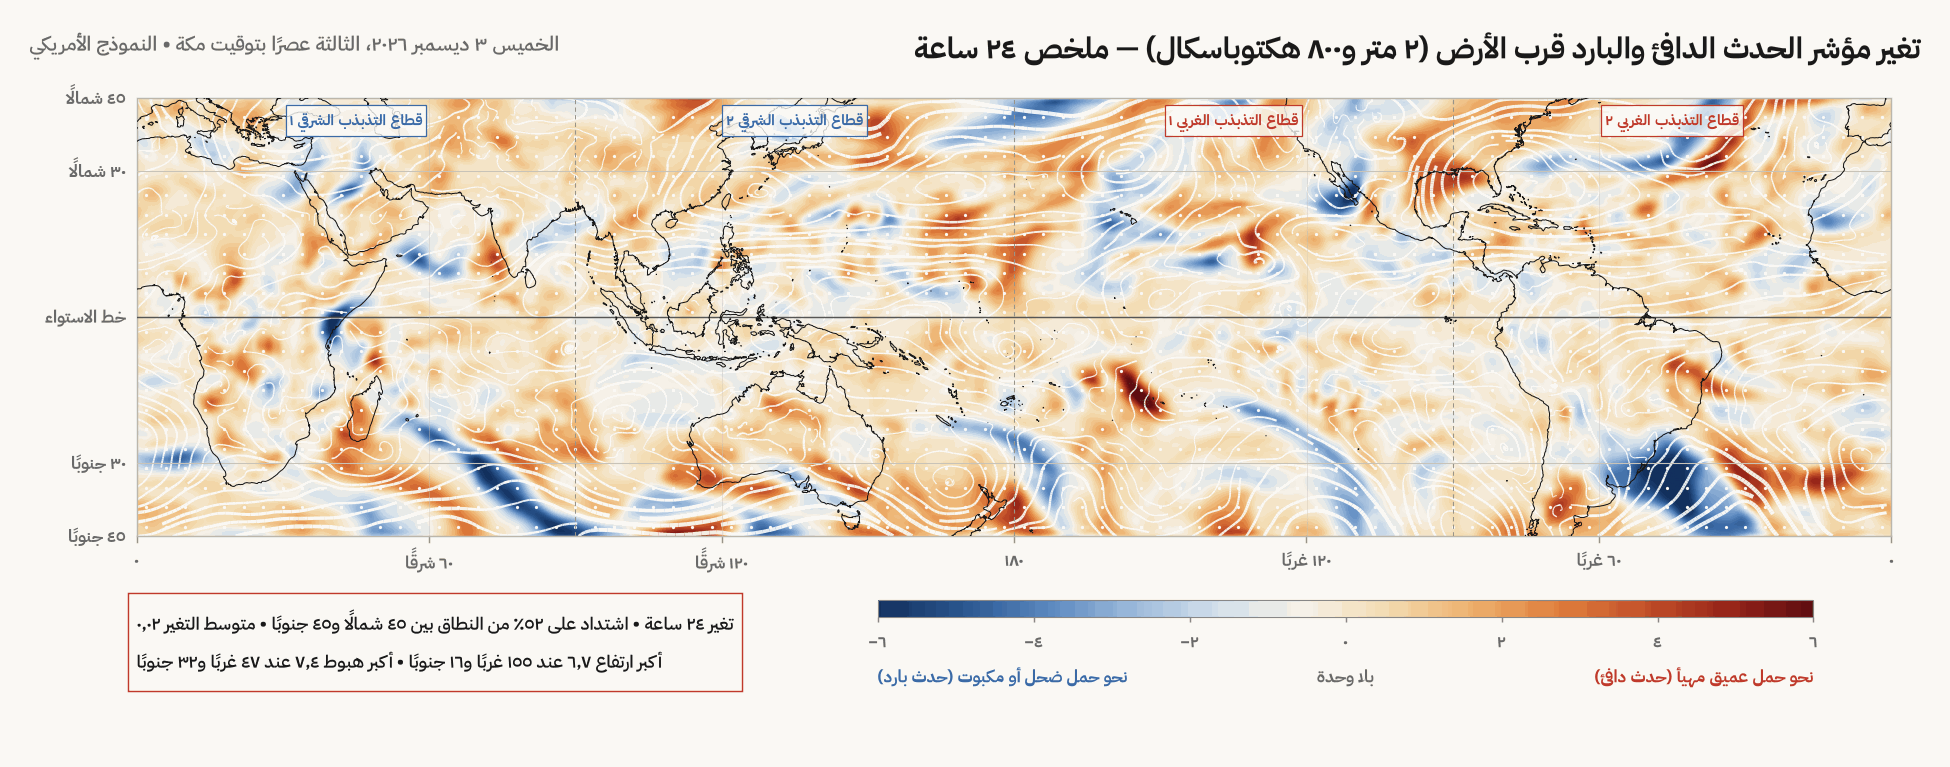 تغير مؤشر الحدث الدافئ والبارد قرب الأرض (٢ متر و٨٠٠ هكتوباسكال) — ملخص ٢٤ ساعة
الخميس ٣ ديسمبر ٢٠٢٦، الثالثة عصرًا بتوقيت مكة • النموذج الأمريكي
قطاع التذبذب الشرقي ١
قطاع التذبذب الشرقي ٢
قطاع التذبذب الغربي ١
قطاع التذبذب الغربي ٢
٤٥ شمالًا
٣٠ شمالًا
خط الاستواء
٣٠ جنوبًا
٤٥ جنوبًا
٠
٦٠ شرقًا
١٢٠ شرقًا
١٨٠
١٢٠ غربًا
٦٠ غربًا
٠
تغير ٢٤ ساعة • اشتداد على ٥٢٪ من النطاق بين ٤٥ شمالًا و٤٥ جنوبًا • متوسط التغير ٠٫٠٢
أكبر ارتفاع ٦٫٧ عند ١٥٥ غربًا و١٦ جنوبًا • أكبر هبوط ٧٫٤ عند ٤٧ غربًا و٣٢ جنوبًا
−٦
−٤
−٢
٠
٢
٤
٦
نحو حمل ضحل أو مكبوت (حدث بارد)
بلا وحدة
نحو حمل عميق مهيأ (حدث دافئ)